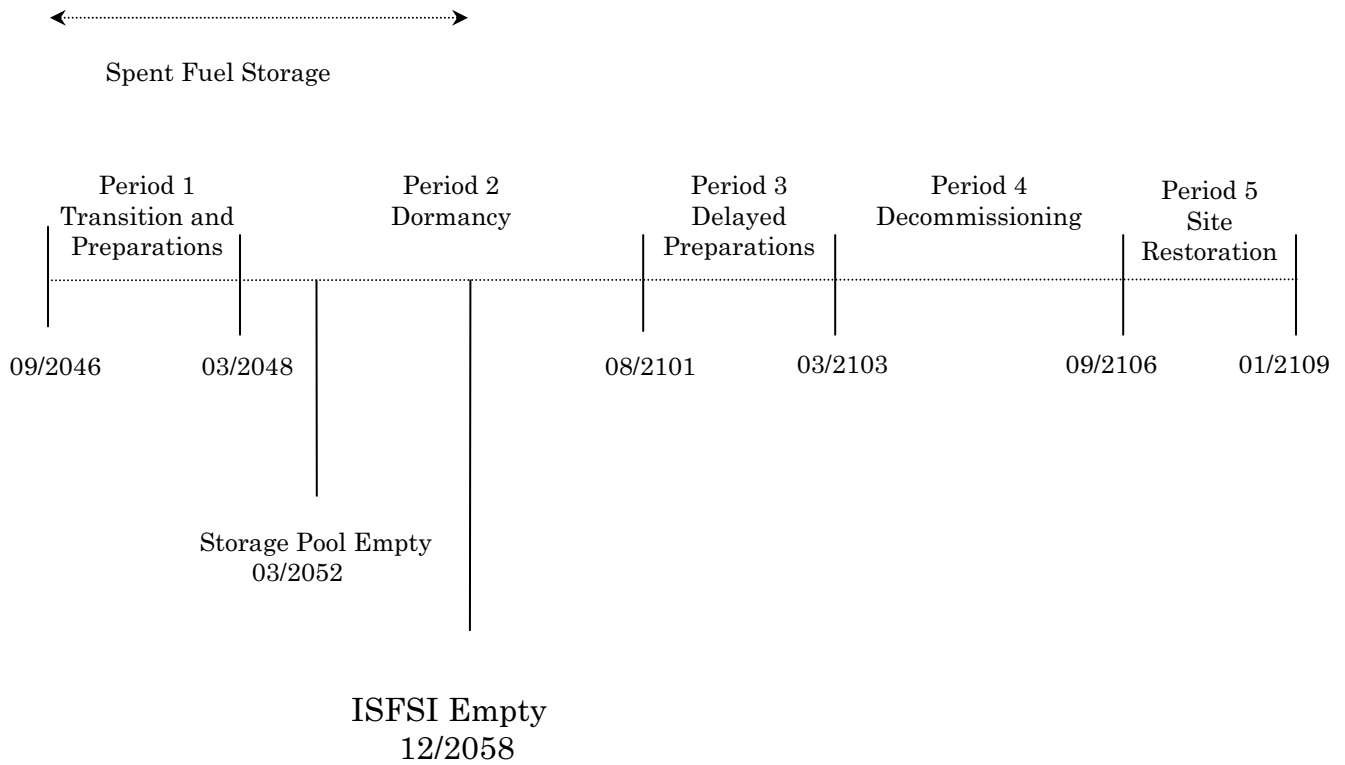 Spent Fuel Storage
Period 1
Transition and
Preparations
Period 2
Dormancy
Period 3
Delayed
Preparations
Period 4
Decommissioning
Period 5
Site
Restoration
09/2046
03/2048
08/2101
03/2103
09/2106
01/2109
Storage Pool Empty
03/2052
ISFSI Empty
12/2058